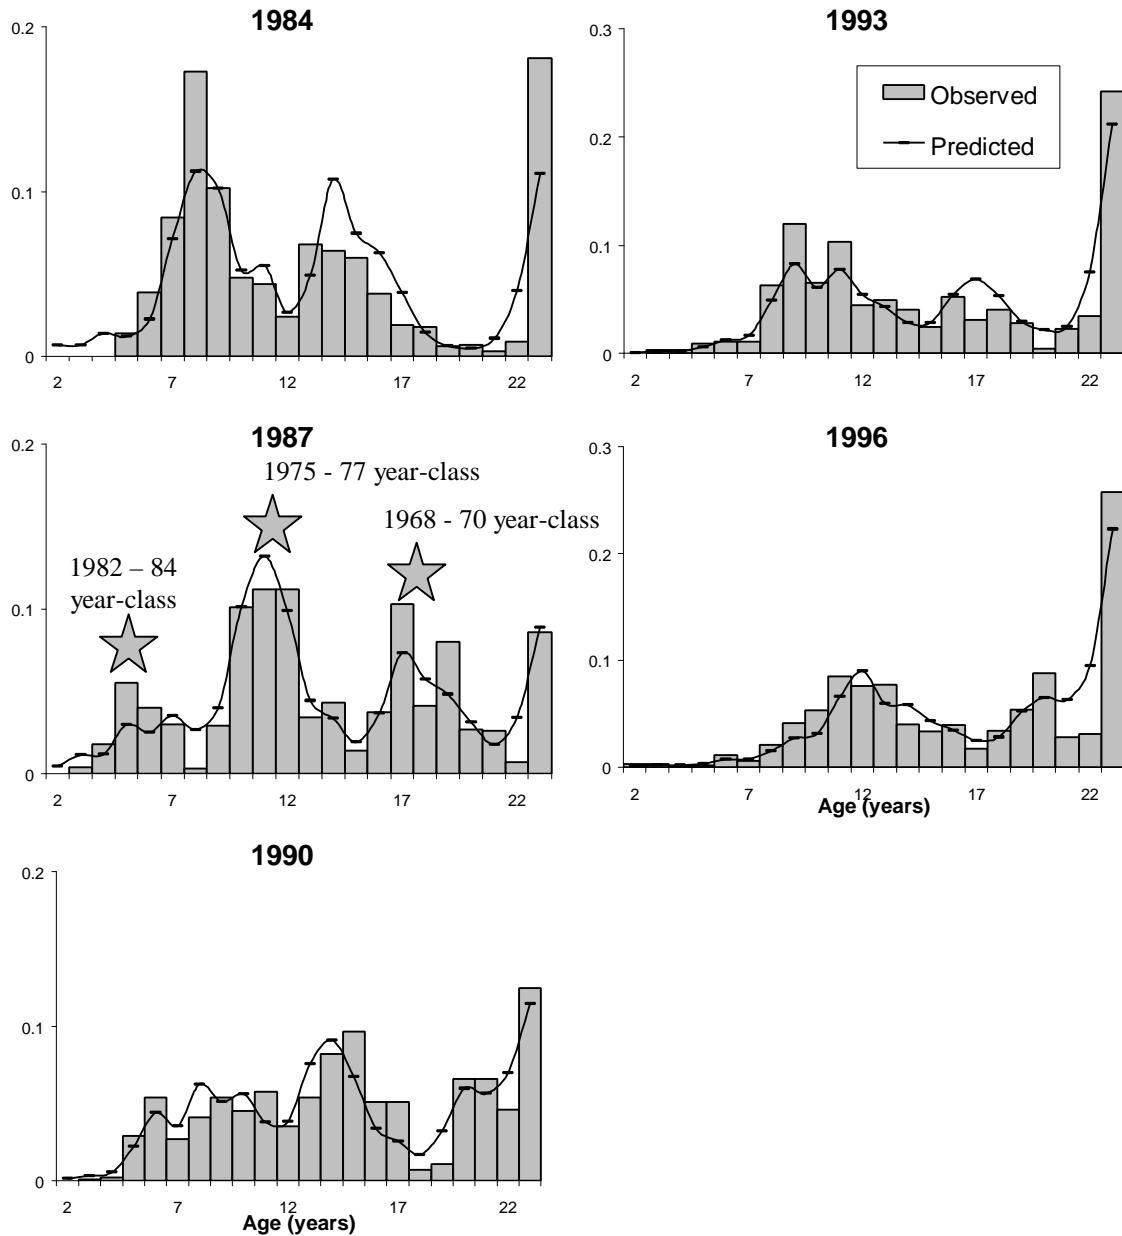 1984
0.2
0.1
0
2 7 12 17 22
1993
0.3
0.2
0.1
0
2 7 12 17 22
Observed
Predicted
1987
0.2
0.1
0
2 7 12 17 22
1982 – 84
year-class
1975 - 77 year-class
1968 - 70 year-class
1996
0.3
0.2
0.1
0
2 7 12 17 22
Age (years)
1990
0.2
0.1
0
2 7 12 17 22
Age (years)